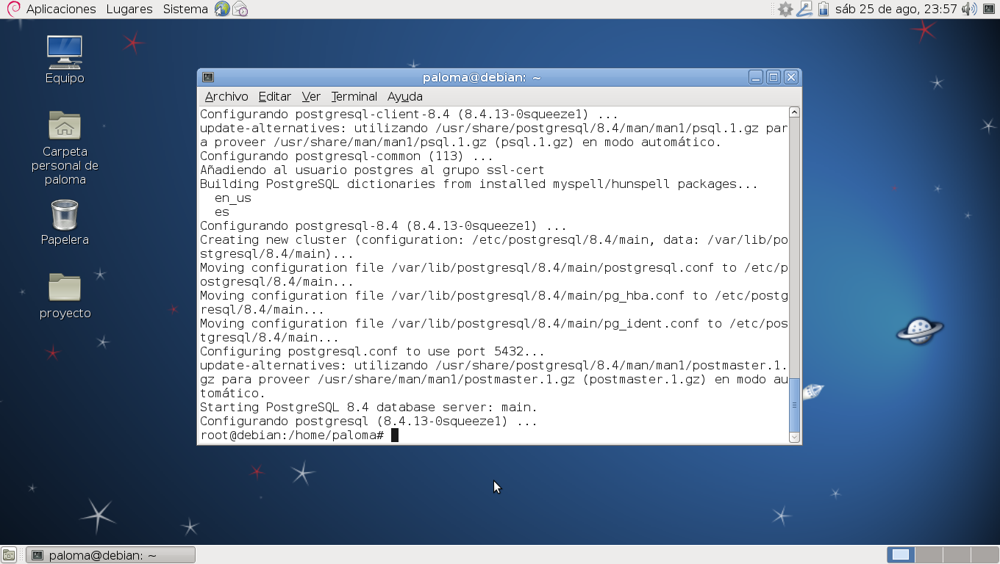 Aplicaciones Lugares Sistema
sáb 25 de ago, 23:57
Equipo
Carpeta
personal de
paloma
Papelera
proyecto
paloma@debian: ~
Archivo Editar Ver Terminal Ayuda
Configurando postgresql-client-8.4 (8.4.13-0squeeze1) ...
update-alternatives: utilizando /usr/share/postgresql/8.4/man/man1/psql.1.gz par
a proveer /usr/share/man/man1/psql.1.gz (psql.1.gz) en modo automático.
Configurando postgresql-common (113) ...
Añadiendo al usuario postgres al grupo ssl-cert
Building PostgreSQL dictionaries from installed myspell/hunspell packages...
  en_us
  es
Configurando postgresql-8.4 (8.4.13-0squeeze1) ...
Creating new cluster (configuration: /etc/postgresql/8.4/main, data: /var/lib/po
stgresql/8.4/main)...
Moving configuration file /var/lib/postgresql/8.4/main/postgresql.conf to /etc/p
ostgresql/8.4/main...
Moving configuration file /var/lib/postgresql/8.4/main/pg_hba.conf to /etc/postg
resql/8.4/main...
Moving configuration file /var/lib/postgresql/8.4/main/pg_ident.conf to /etc/pos
tgresql/8.4/main...
Configuring postgresql.conf to use port 5432...
update-alternatives: utilizando /usr/share/postgresql/8.4/man/man1/postmaster.1.
gz para proveer /usr/share/man/man1/postmaster.1.gz (postmaster.1.gz) en modo au
tomático.
Starting PostgreSQL 8.4 database server: main.
Configurando postgresql (8.4.13-0squeeze1) ...
root@debian:/home/paloma#
paloma@debian: ~